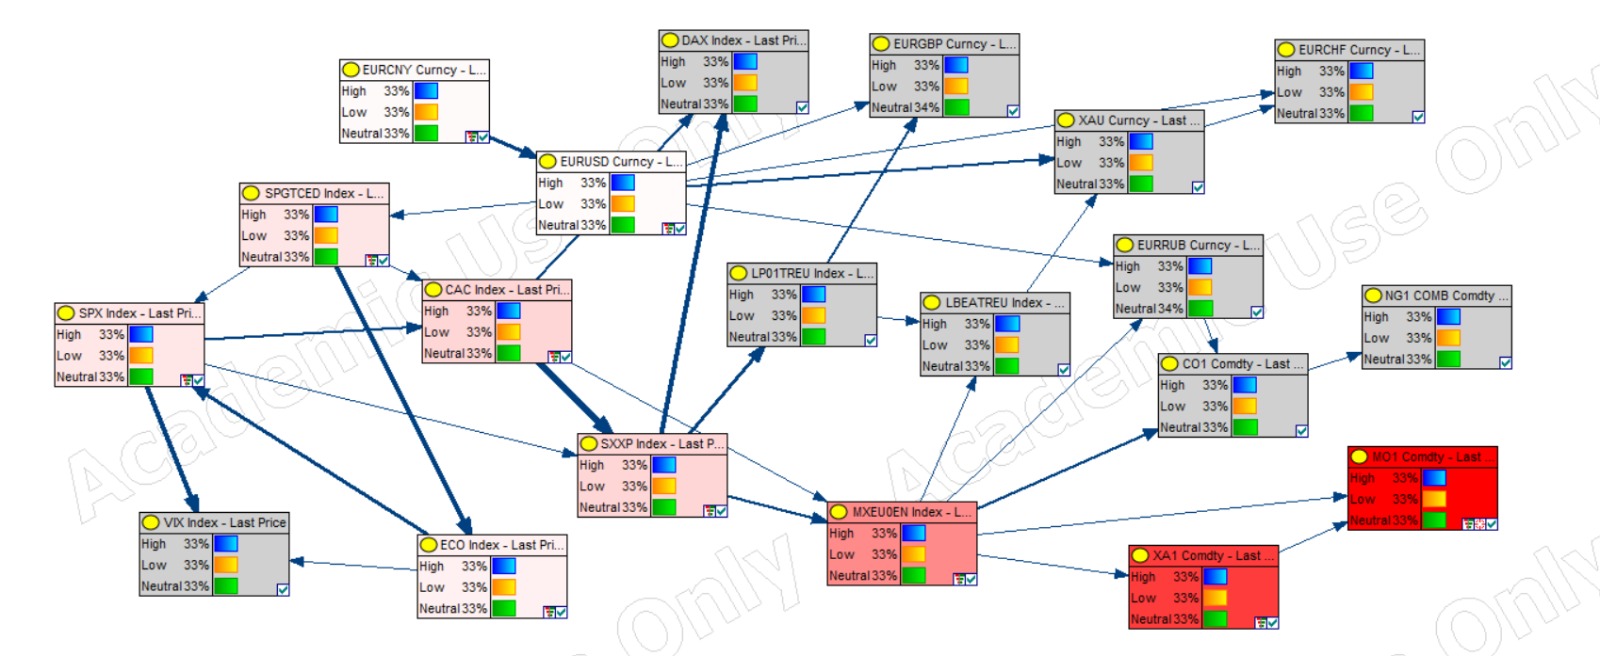 DAX Index - Last Pri...
High 33%
Low 33%
Neutral 33%
EURGBP Curncy - L...
High 33%
Low 33%
Neutral 34%
EURCHF Curncy - L...
High 33%
Low 33%
Neutral 33%
EURCNY Curncy - L...
High 33%
Low 33%
Neutral 33%
XAU Curncy - Last ...
High 33%
Low 33%
Neutral 33%
EURUSD Curncy - L...
High 33%
Low 33%
Neutral 33%
SPGTCED Index - L...
High 33%
Low 33%
Neutral 33%
EURRUB Curncy - L...
High 33%
Low 33%
Neutral 34%
LP01TREU Index - L...
High 33%
Low 33%
Neutral 33%
CAC Index - Last Pri...
High 33%
Low 33%
Neutral 33%
LBEATREU Index - ...
High 33%
Low 33%
Neutral 33%
NG1 COMB Comdty ...
High 33%
Low 33%
Neutral 33%
SPX Index - Last Pri...
High 33%
Low 33%
Neutral 33%
CO1 Comdty - Last ...
High 33%
Low 33%
Neutral 33%
SXXP Index - Last P...
High 33%
Low 33%
Neutral 33%
MO1 Comdty - Last ...
High 33%
Low 33%
Neutral 33%
MXEU0EN Index - L...
High 33%
Low 33%
Neutral 33%
VIX Index - Last Price
High 33%
Low 33%
Neutral 33%
ECO Index - Last Pri...
High 33%
Low 33%
Neutral 33%
XA1 Comdty - Last ...
High 33%
Low 33%
Neutral 33%
Academic Use Only
Academic Use Only
Use Only
Only